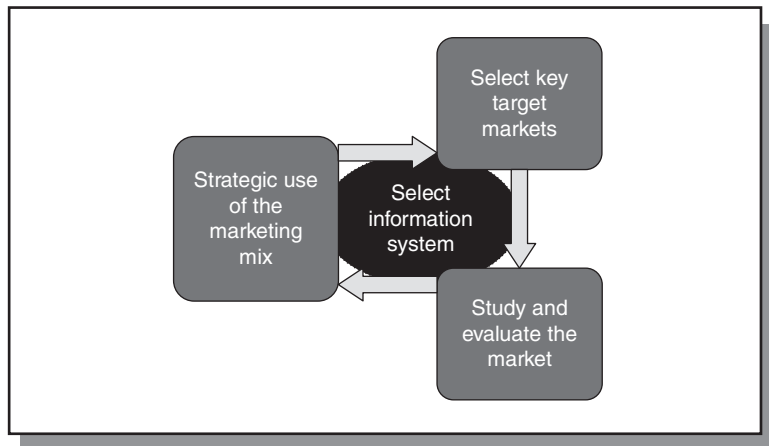 Select key
target
markets
Strategic use
of the
marketing
mix
Select
information
system
Study and
evaluate the
market